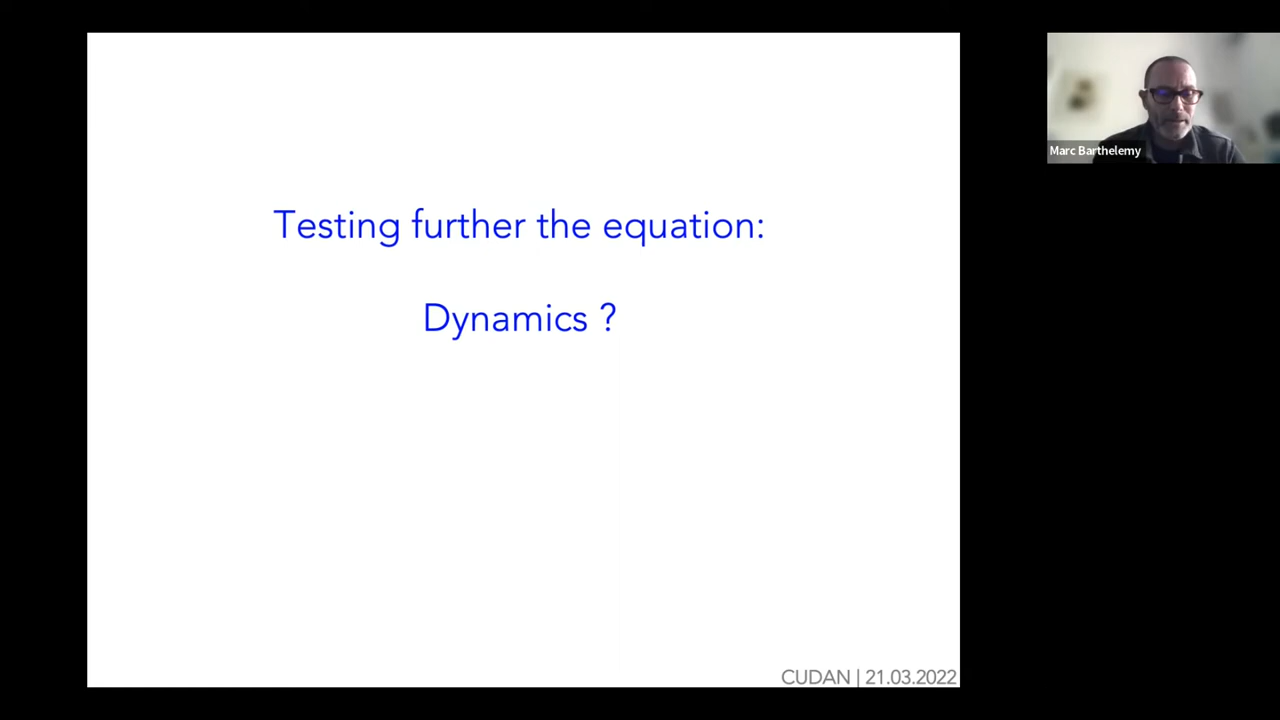 Testing further the equation:
Dynamics ?
CUDAN | 21.03.2022
Marc Barthelemy